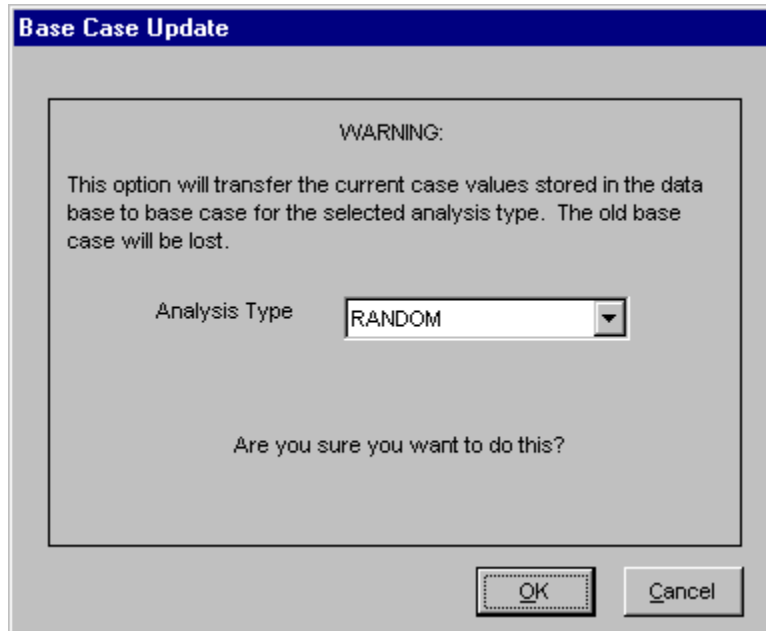 Base Case Update
WARNING:
This option will transfer the current case values stored in the data
base to base case for the selected analysis type.  The old base
case will be lost.
Analysis Type
RANDOM
Are you sure you want to do this?
OK
Cancel